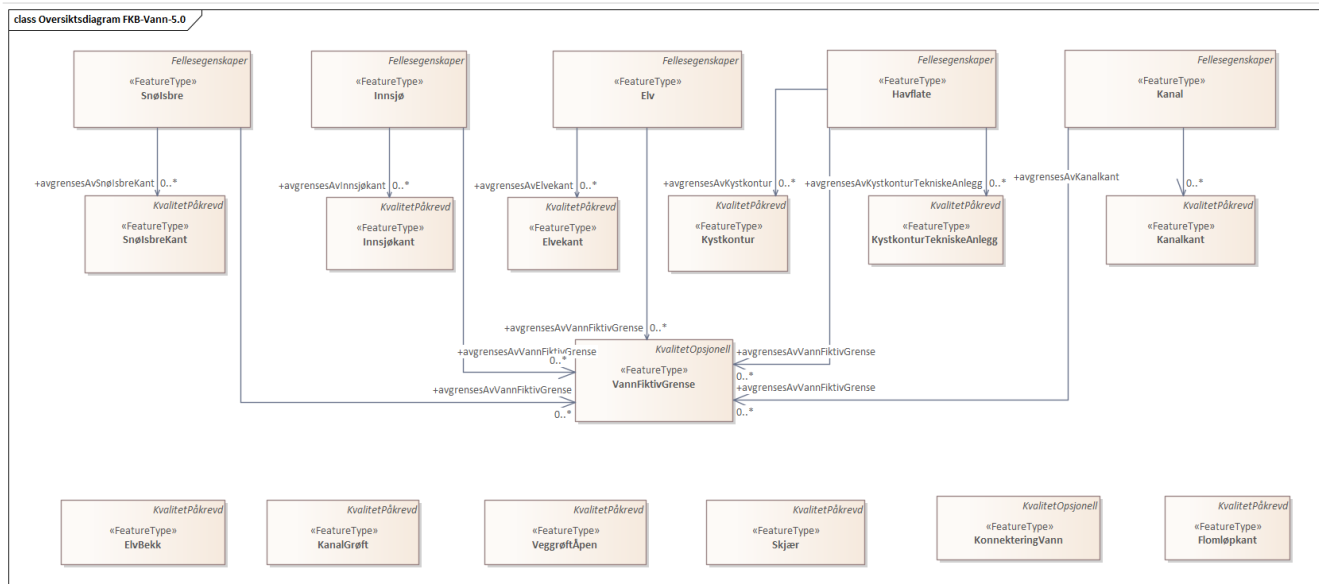 class Oversiktsdiagram FKB-Vann-5.0
Fellesegenskaper
«FeatureType»
SnøIsbre
Fellesegenskaper
«FeatureType»
Innsjø
Fellesegenskaper
«FeatureType»
Elv
Fellesegenskaper
«FeatureType»
Havflate
Fellesegenskaper
«FeatureType»
Kanal
+avgrensesAvSnøIsbreKant 0..*
+avgrensesAvInnsjøkant 0..*
+avgrensesAvElvekant 0..*
+avgrensesAvKystkontur 0..*
+avgrensesAvKystkonturTekniskeAnlegg 0..*
+avgrensesAvKanalkant
0..*
KvalitetPåkrevd
«FeatureType»
SnøIsbreKant
KvalitetPåkrevd
«FeatureType»
Innsjøkant
KvalitetPåkrevd
«FeatureType»
Elvekant
KvalitetPåkrevd
«FeatureType»
Kystkontur
KvalitetPåkrevd
«FeatureType»
KystkonturTekniskeAnlegg
KvalitetPåkrevd
«FeatureType»
Kanalkant
+avgrensesAvVannFiktivGrense 0..*
+avgrensesAvVannFiktivGrense
0..*
+avgrensesAvVannFiktivGrense
0..*
KvalitetOpsjonell
«FeatureType»
VannFiktivGrense
+avgrensesAvVannFiktivGrense
0..*
+avgrensesAvVannFiktivGrense
0..*
KvalitetPåkrevd
«FeatureType»
ElvBekk
KvalitetPåkrevd
«FeatureType»
KanalGrøft
KvalitetPåkrevd
«FeatureType»
VeggrøftÅpen
KvalitetPåkrevd
«FeatureType»
Skjær
KvalitetOpsjonell
«FeatureType»
KonnekteringVann
KvalitetPåkrevd
«FeatureType»
Flomløpkant